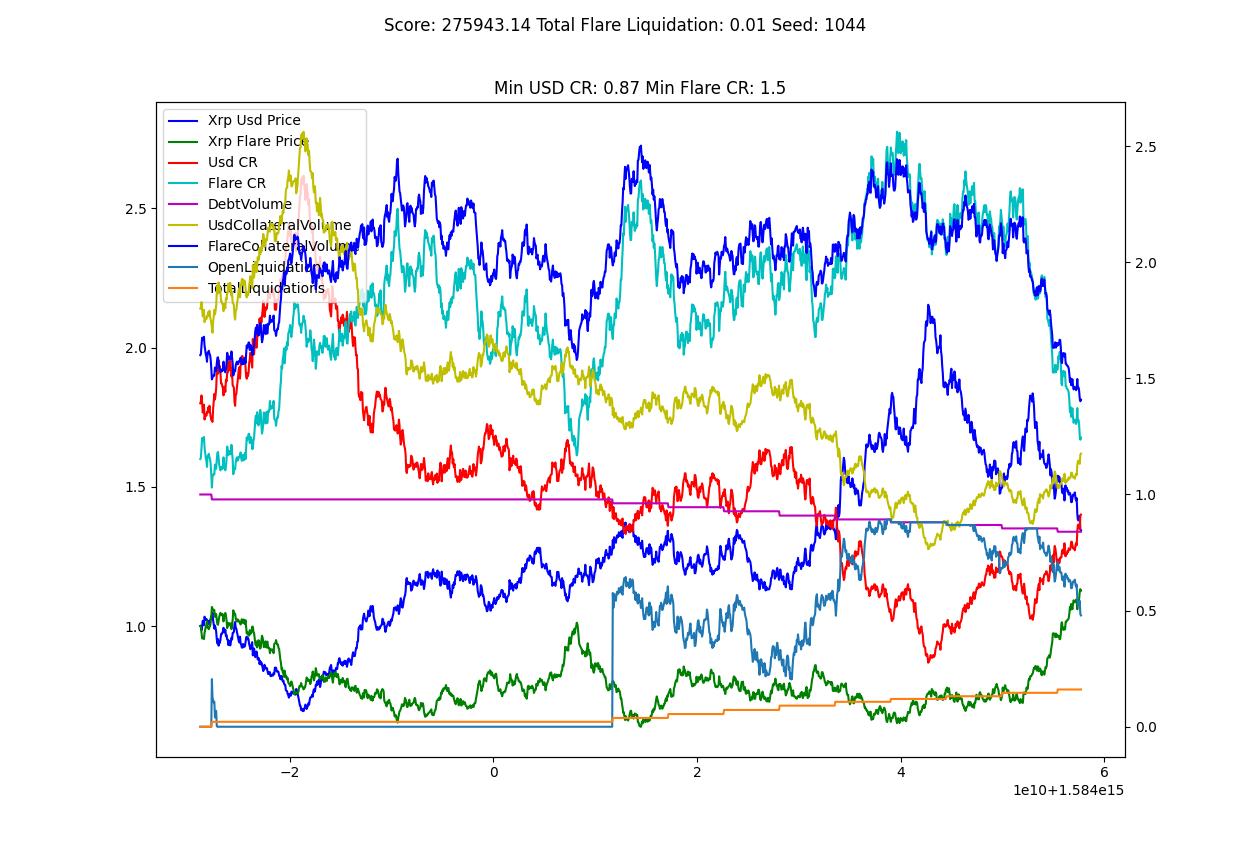 Score: 275943.14 Total Flare Liquidation: 0.01 Seed: 1044
Min USD CR: 0.87 Min Flare CR: 1.5
Xrp Usd Price
Xrp Flare Price
Usd CR
Flare CR
DebtVolume
UsdCollateralVolume
FlareCollateralVolume
OpenLiquidations
TotalLiquidations
2.5
2.0
1.5
1.0
2.5
2.0
1.5
1.0
0.5
0.0
−2
0
2
4
6
1e10+1.584e15